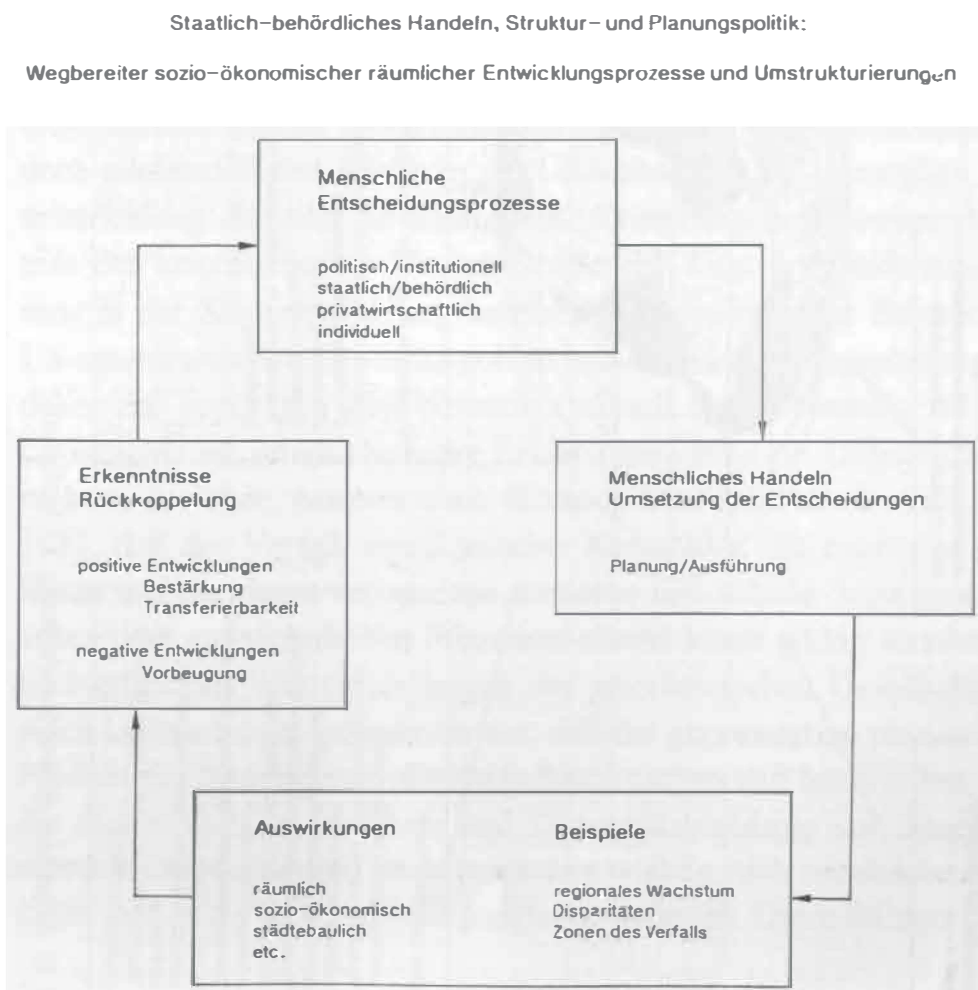 Staatlich-behördliches Handeln, Struktur- und Planungspolitik:
Wegbereiter sozio-ökonomischer räumlicher Entwicklungsprozesse und Umstrukturierungen
Menschliche
Entscheidungsprozesse
politisch/institutionell
staatlich/behördlich
privatwirtschaftlich
individuell
Menschliches Handeln
Umsetzung der Entscheidungen
Planung/Ausführung
Auswirkungen
räumlich
sozio-ökonomisch
städtebaulich
etc.
Beispiele
regionales Wachstum
Disparitäten
Zonen des Verfalls
Erkenntnisse
Rückkoppelung
positive Entwicklungen
Bestärkung
Transferierbarkeit
negative Entwicklungen
Vorbeugung